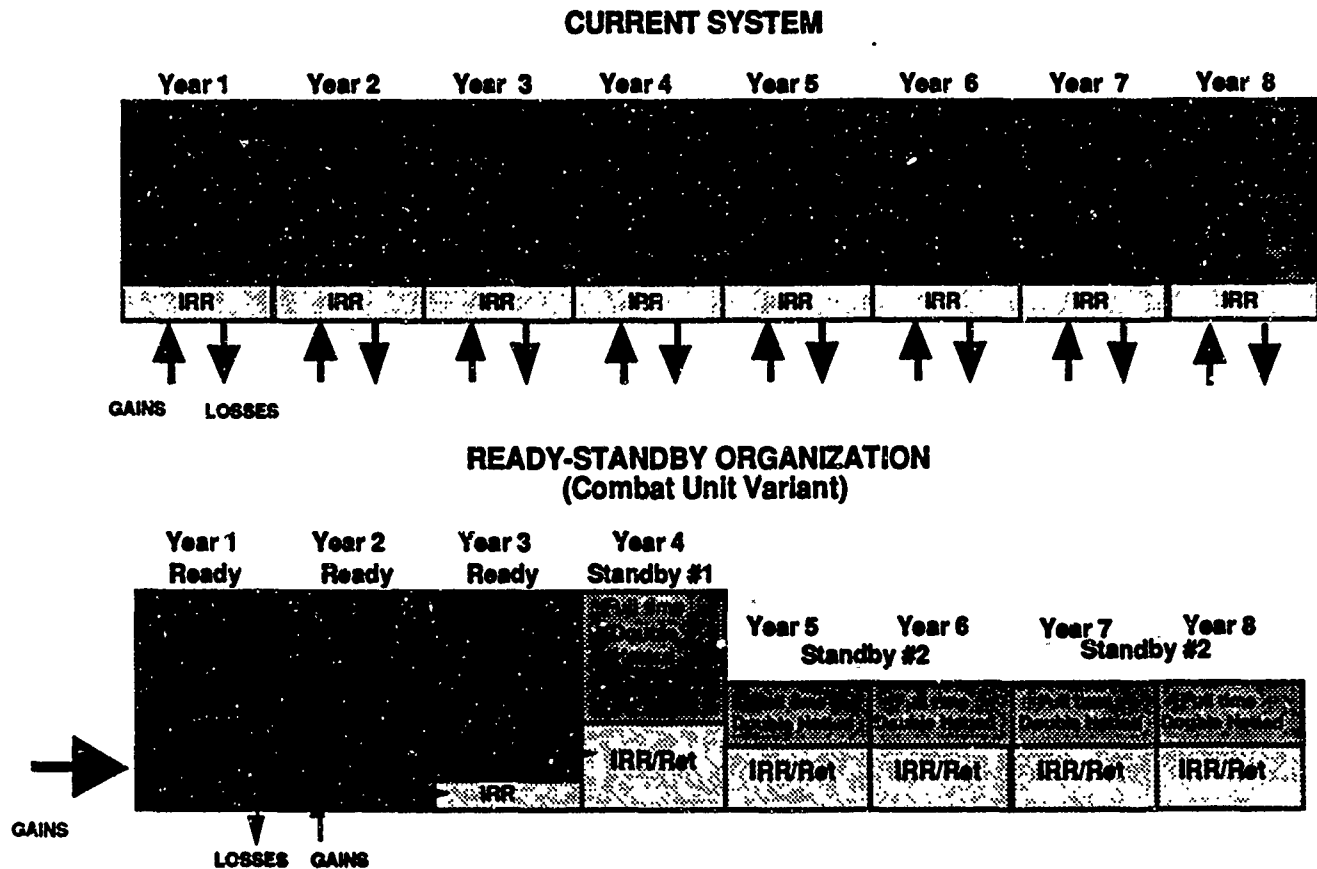 CURRENT SYSTEM
Year 1 Year 2 Year 3 Year 4 Year 5 Year 6 Year 7 Year 8
IRR IRR IRR IRR IRR IRR IRR IRR
GAINS LOSSES
READY-STANDBY ORGANIZATION
(Combat Unit Variant)
Year 1 Year 2 Year 3 Year 4
Ready Ready Ready Standby #1
Year 5 Year 6 Year 7 Year 8
Standby #2 Standby #2
IRR/Ret IRR/Ret IRR/Ret IRR/Ret IRR/Ret
IRR
GAINS
LOSSES GAINS